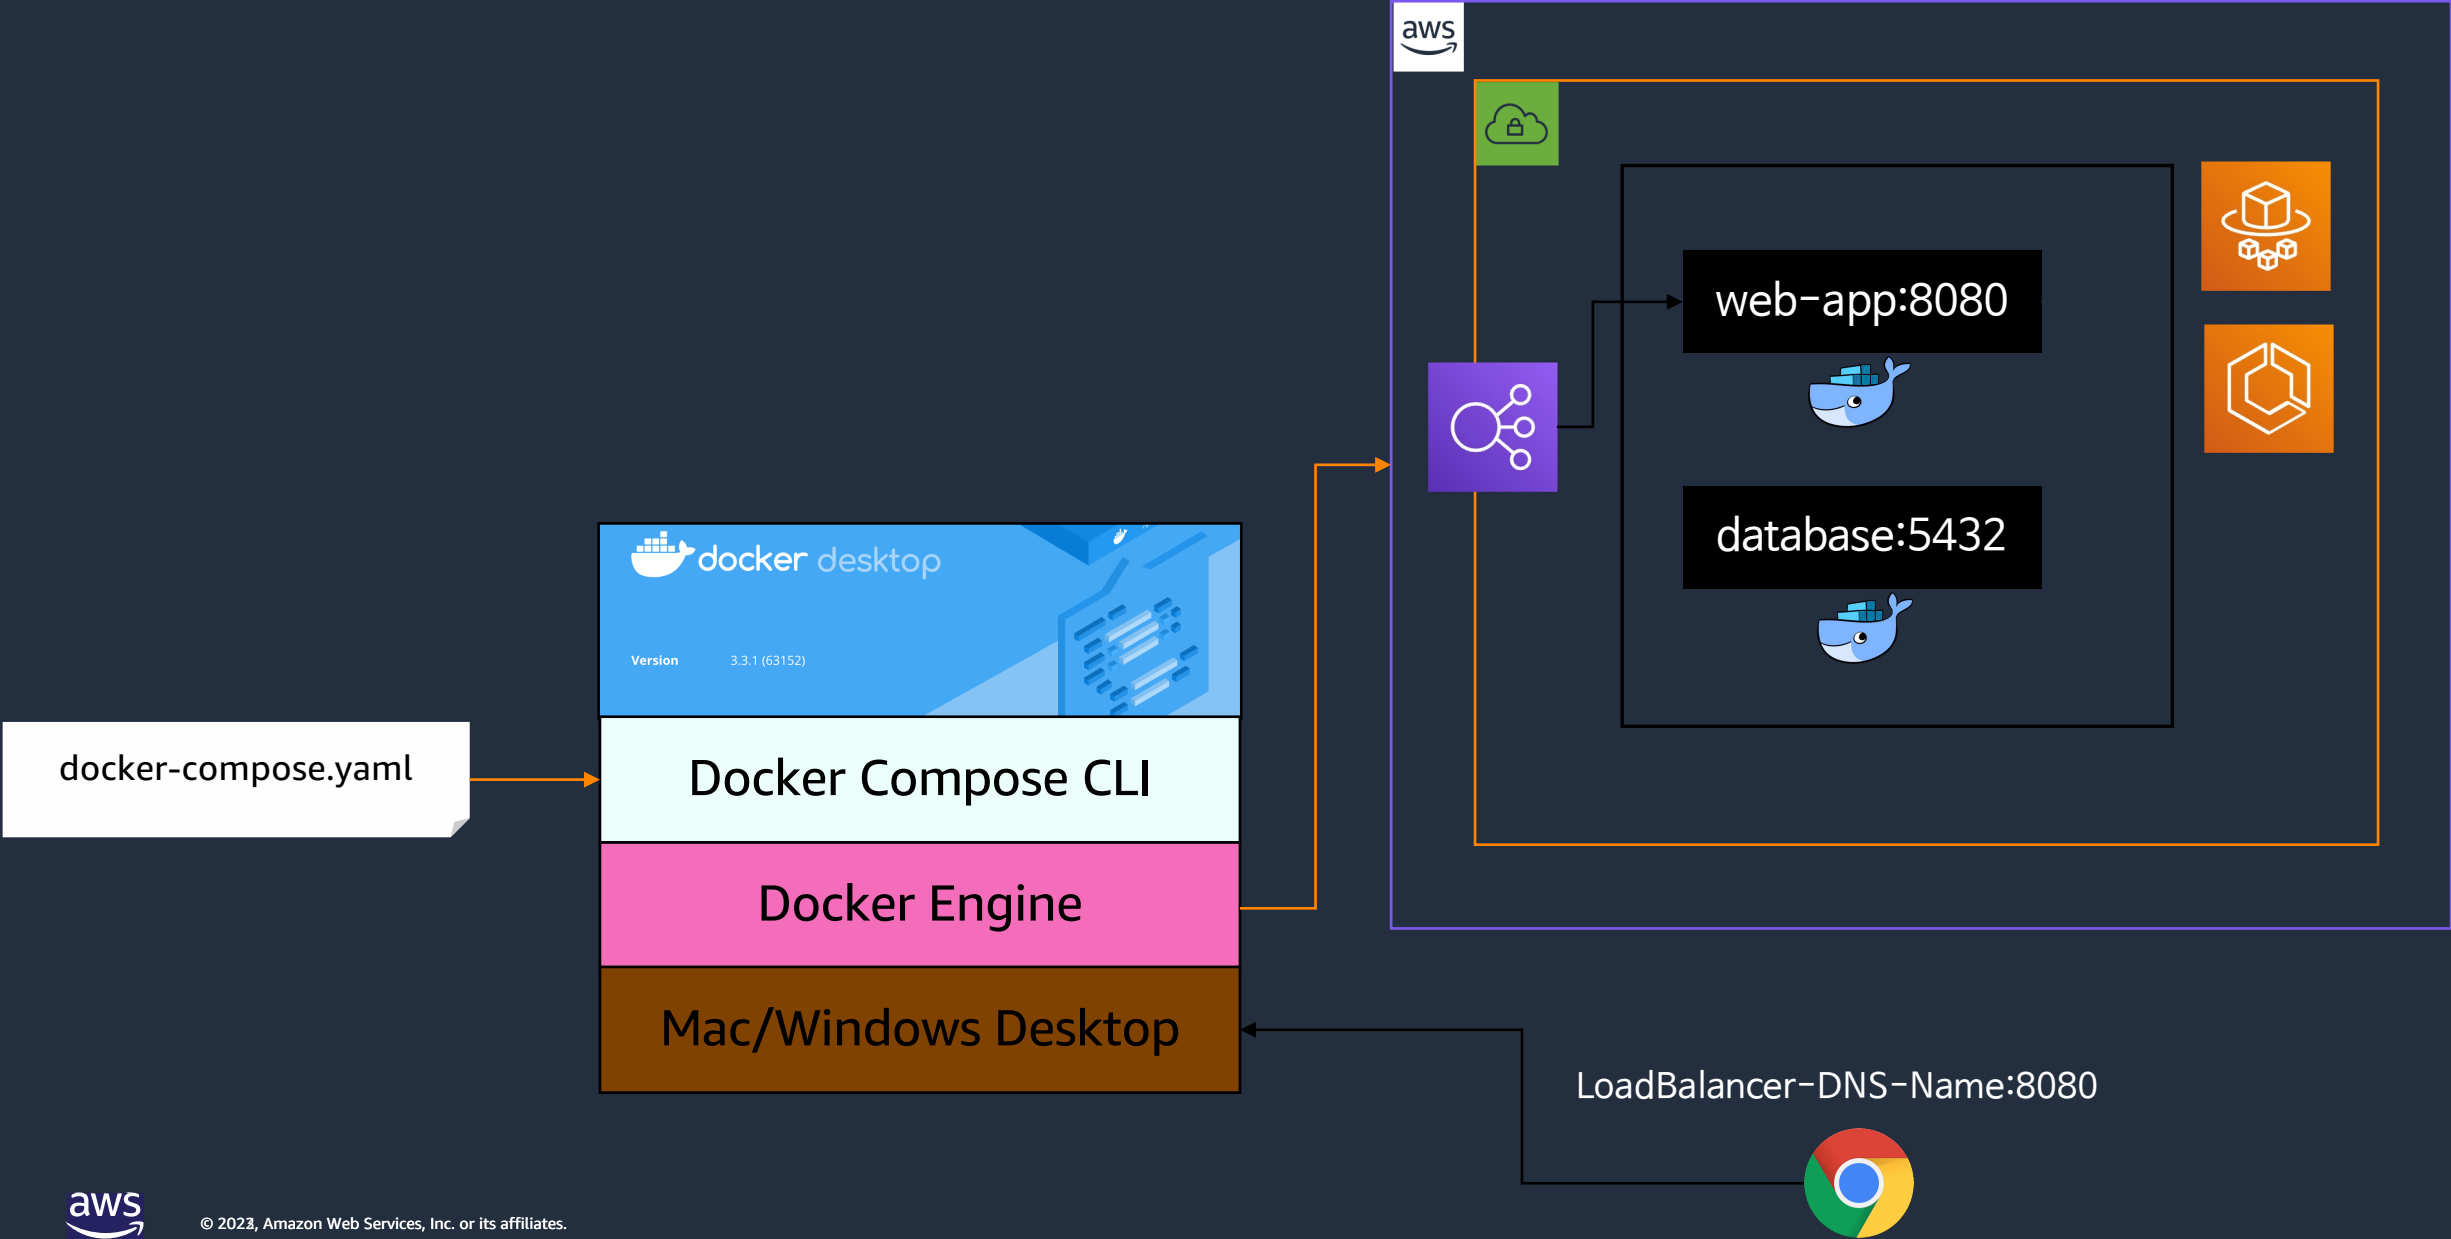 aws
web-app:8080
database:5432
docker desktop
Version 3.3.1 (63152)
docker-compose.yaml
Docker Compose CLI
Docker Engine
Mac/Windows Desktop
LoadBalancer-DNS-Name:8080
aws
© Amazon Web Services, Inc. or its affiliates.